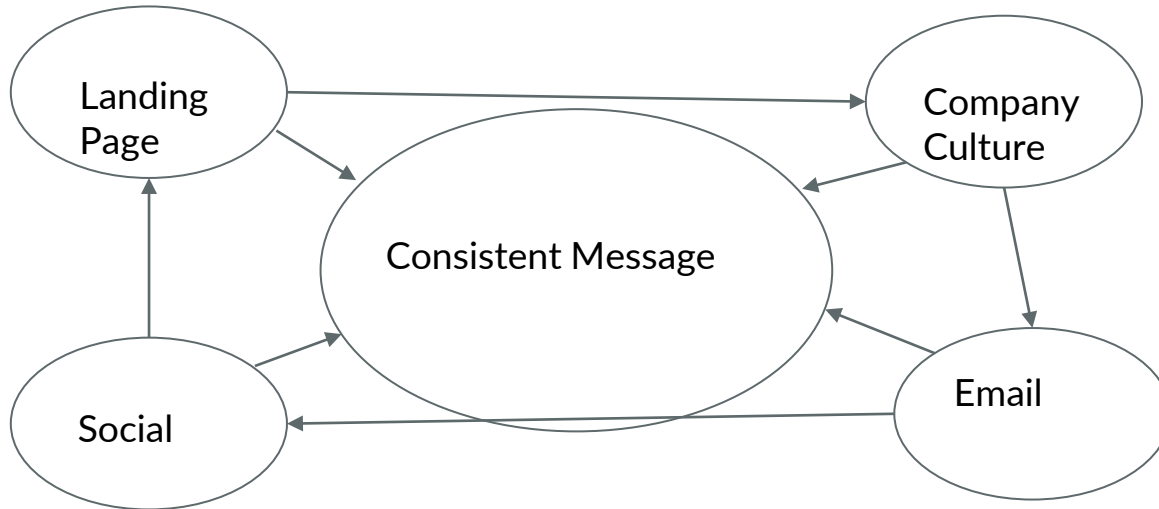 Landing
Page
Company
Culture
Consistent Message
Email
Social